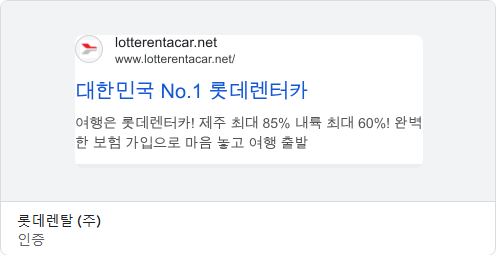 lotterentacar.net
www.lotterentacar.net/
대한민국 No.1 롯데렌터카
여행은 롯데렌터카! 제주 최대 85% 내륙 최대 60%! 완벽
한 보험 가입으로 마음 놓고 여행 출발
롯데렌탈 (주)
인증